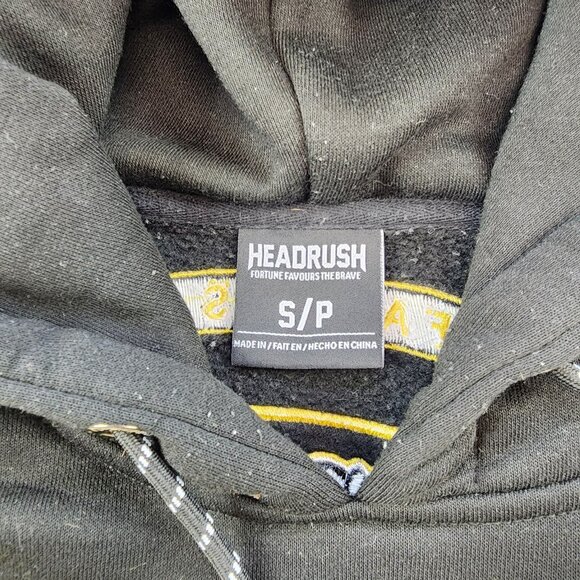 HEADRUSH
FORTUNE FAVOURS THE BRAVE
S/P
MADE IN / FAIT EN / HECHO EN CHINA